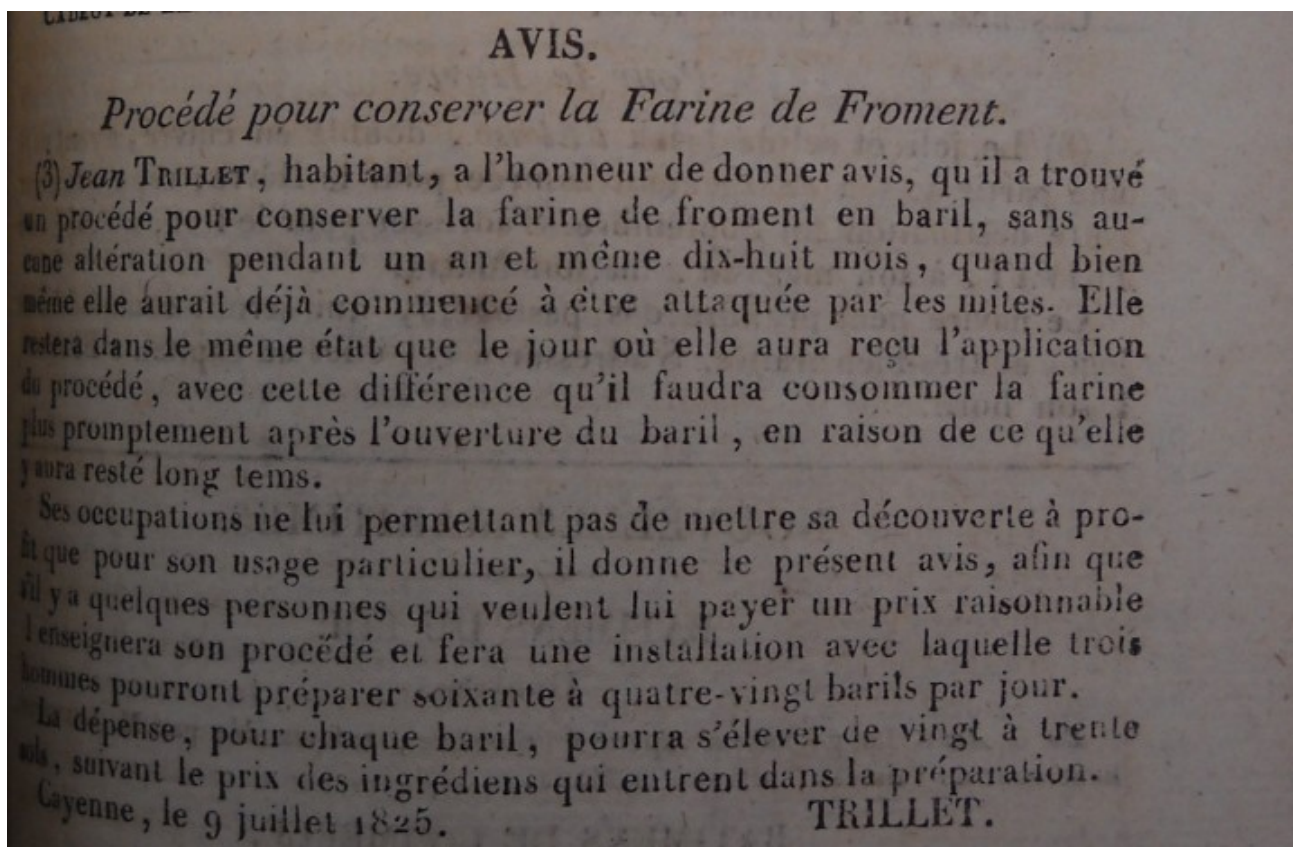 AVIS.
Procédé pour conserver la Farine de Froment.
(3) Jean TRILLET, habitant, a l'honneur de donner avis, qu'il a trouvé
un procédé pour conserver la farine de froment en baril, sans au-
cune altération pendant un an et même dix-huit mois, quand bien
même elle aurait déjà commencé à être attaquée par les mites. Elle
restera dans le même état que le jour où elle aura reçu l'application
du procédé, avec cette différence qu'il faudra consommer la farine
plus promptement après l'ouverture du baril, en raison de ce qu'elle
y aura resté long tems.
Ses occupations ne lui permettant pas de mettre sa découverte à pro-
fit que pour son usage particulier, il donne le présent avis, afin que
s'il y a quelques personnes qui veulent lui payer un prix raisonnable
l enseignera son procédé et fera une installation avec laquelle trois
hommes pourront préparer soixante à quatre-vingt barils par jour.
La dépense, pour chaque baril, pourra s'élever de vingt à trente
sols, suivant le prix des ingrédiens qui entrent dans la préparation.
Cayenne, le 9 juillet 1825.
TRILLET.